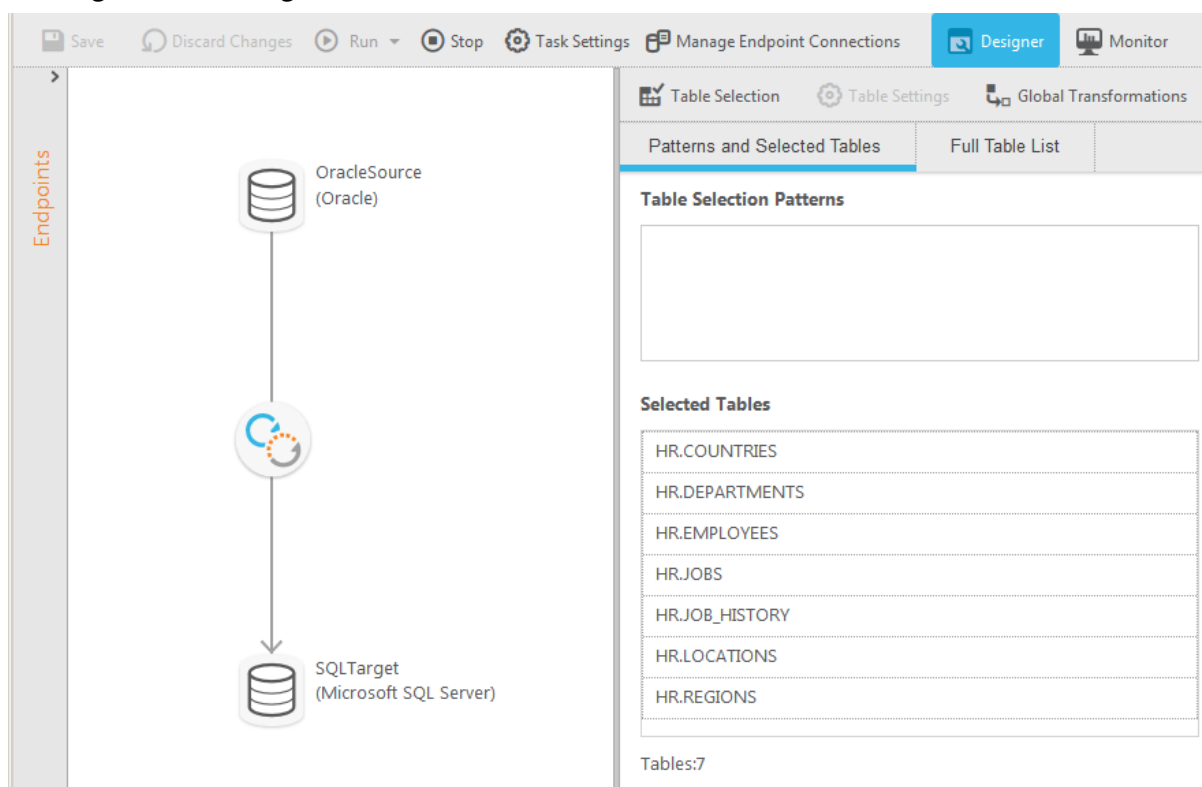 Save Discard Changes Run Stop Task Settings Manage Endpoint Connections Designer Monitor
Endpoints
OracleSource
(Oracle)
SQLTarget
(Microsoft SQL Server)
Table Selection Table Settings Global Transformations
Patterns and Selected Tables Full Table List
Table Selection Patterns
Selected Tables
HR.COUNTRIES
HR.DEPARTMENTS
HR.EMPLOYEES
HR.JOBS
HR.JOB_HISTORY
HR.LOCATIONS
HR.REGIONS
Tables:7